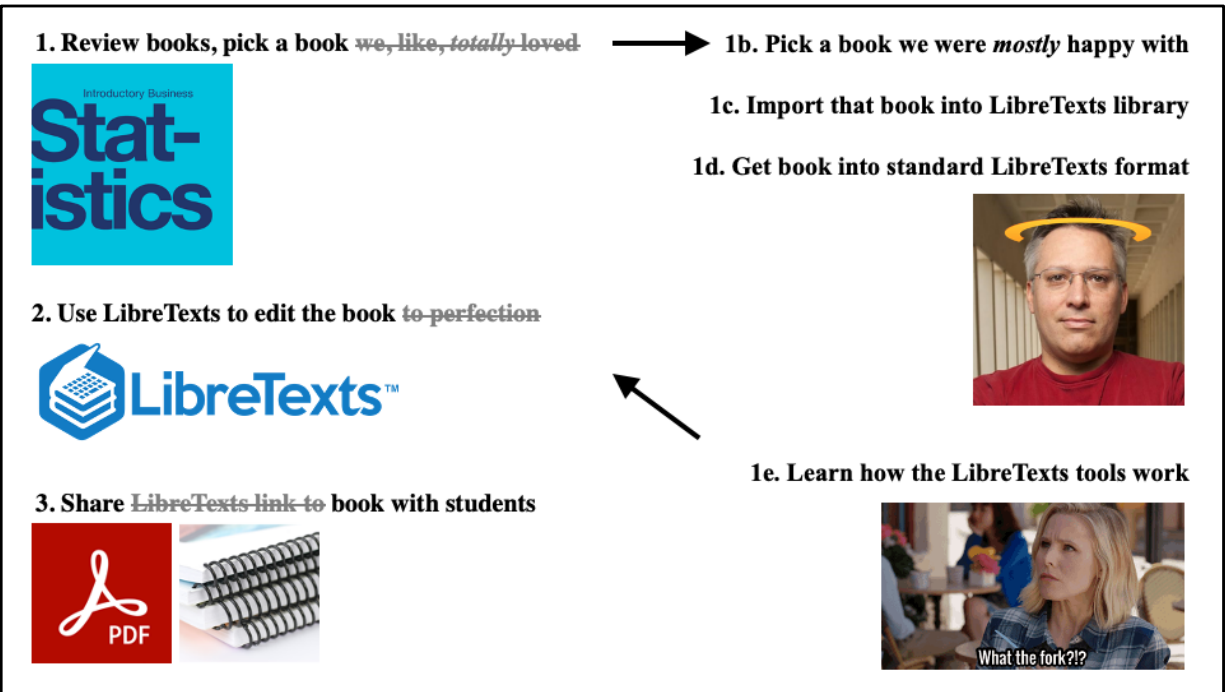 1. Review books, pick a book we, like, totally loved
1b. Pick a book we were mostly happy with
Introductory Business
Stat-
istics
1c. Import that book into LibreTexts library
1d. Get book into standard LibreTexts format
2. Use LibreTexts to edit the book to perfection
LibreTexts™
1e. Learn how the LibreTexts tools work
What the fork?!?
3. Share LibreTexts link to book with students
PDF